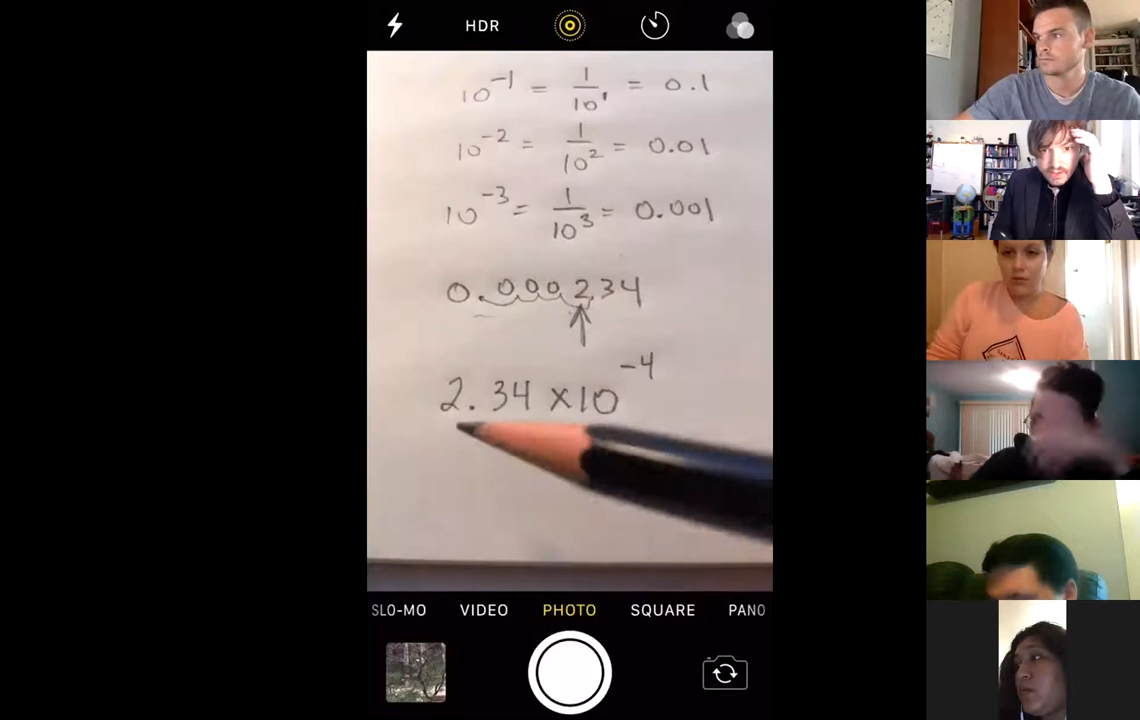 HDR
10⁻¹ = 1/10¹ = 0.1
10⁻² = 1/10² = 0.01
10⁻³ = 1/10³ = 0.001
0.000234
2.34 ×10⁻⁴
SLO-MO VIDEO PHOTO SQUARE PANO